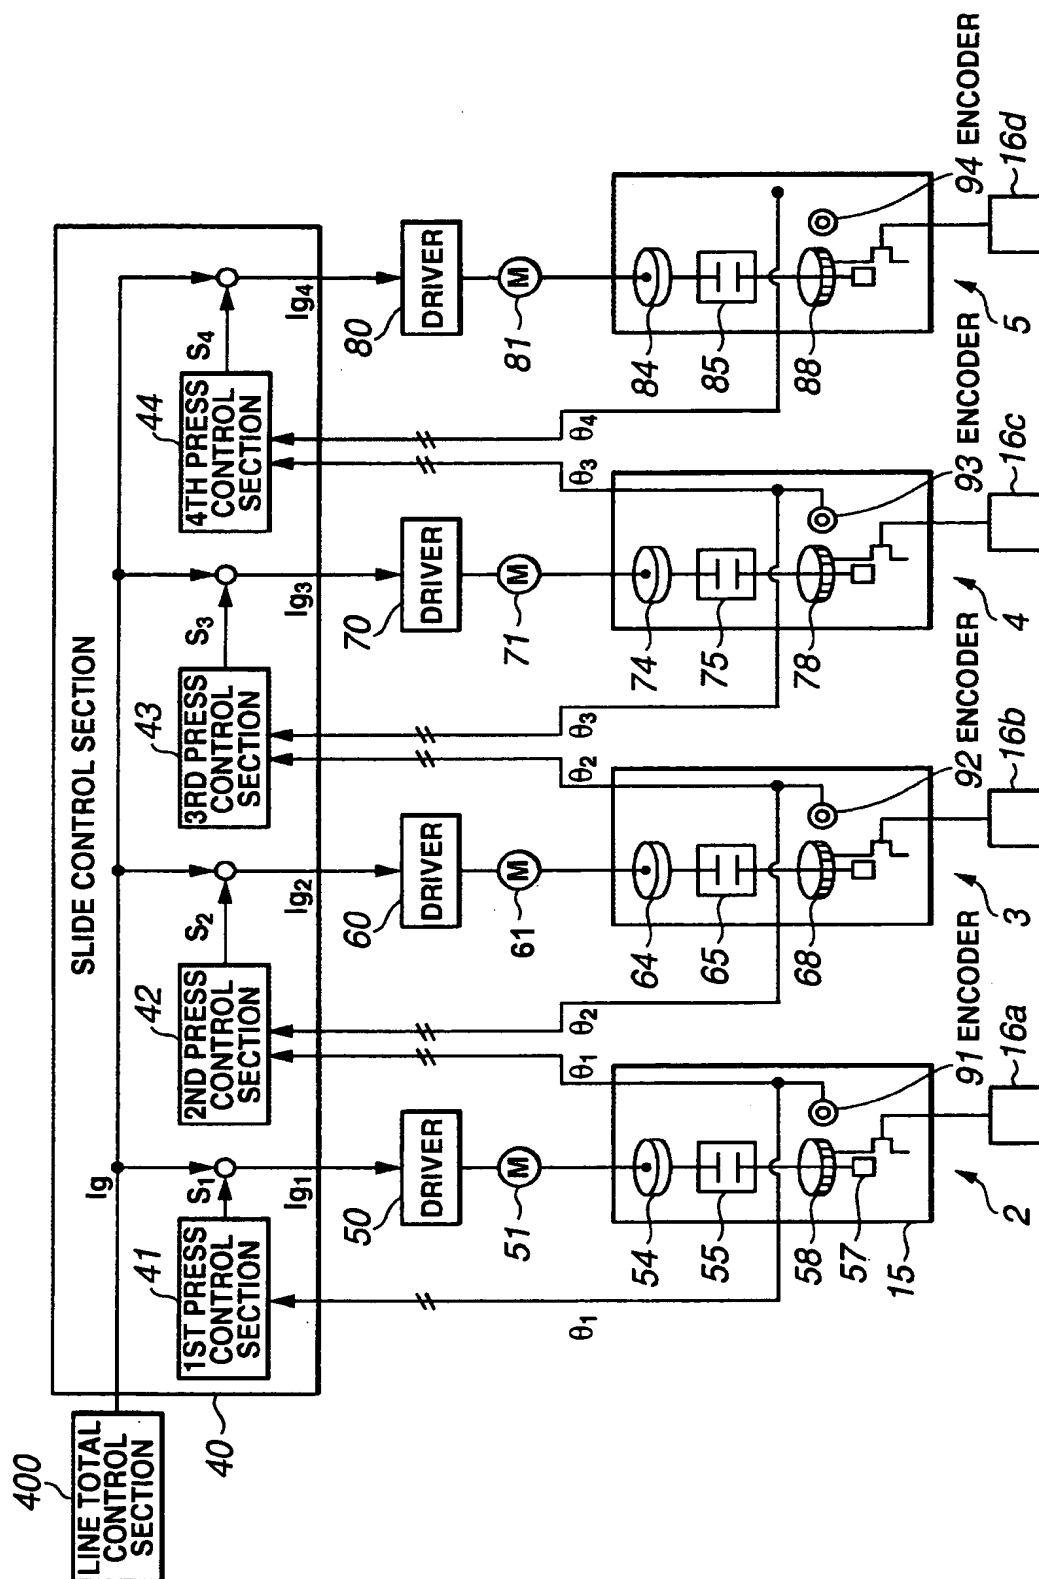 400
LINE TOTAL
CONTROL
SECTION
40
SLIDE CONTROL SECTION
Ig
41
1ST PRESS
CONTROL
SECTION
S1
Ig1
42
2ND PRESS
CONTROL
SECTION
S2
Ig2
43
3RD PRESS
CONTROL
SECTION
S3
Ig3
44
4TH PRESS
CONTROL
SECTION
S4
Ig4
50
DRIVER
60
DRIVER
70
DRIVER
80
DRIVER
M
51
M
61
M
71
M
81
θ1
θ1
θ2
θ2
θ3
θ3
θ4
54
55
58
57
15
64
65
68
74
75
78
84
85
88
2
91 ENCODER
16a
3
92 ENCODER
16b
4
93 ENCODER
16c
5
94 ENCODER
16d